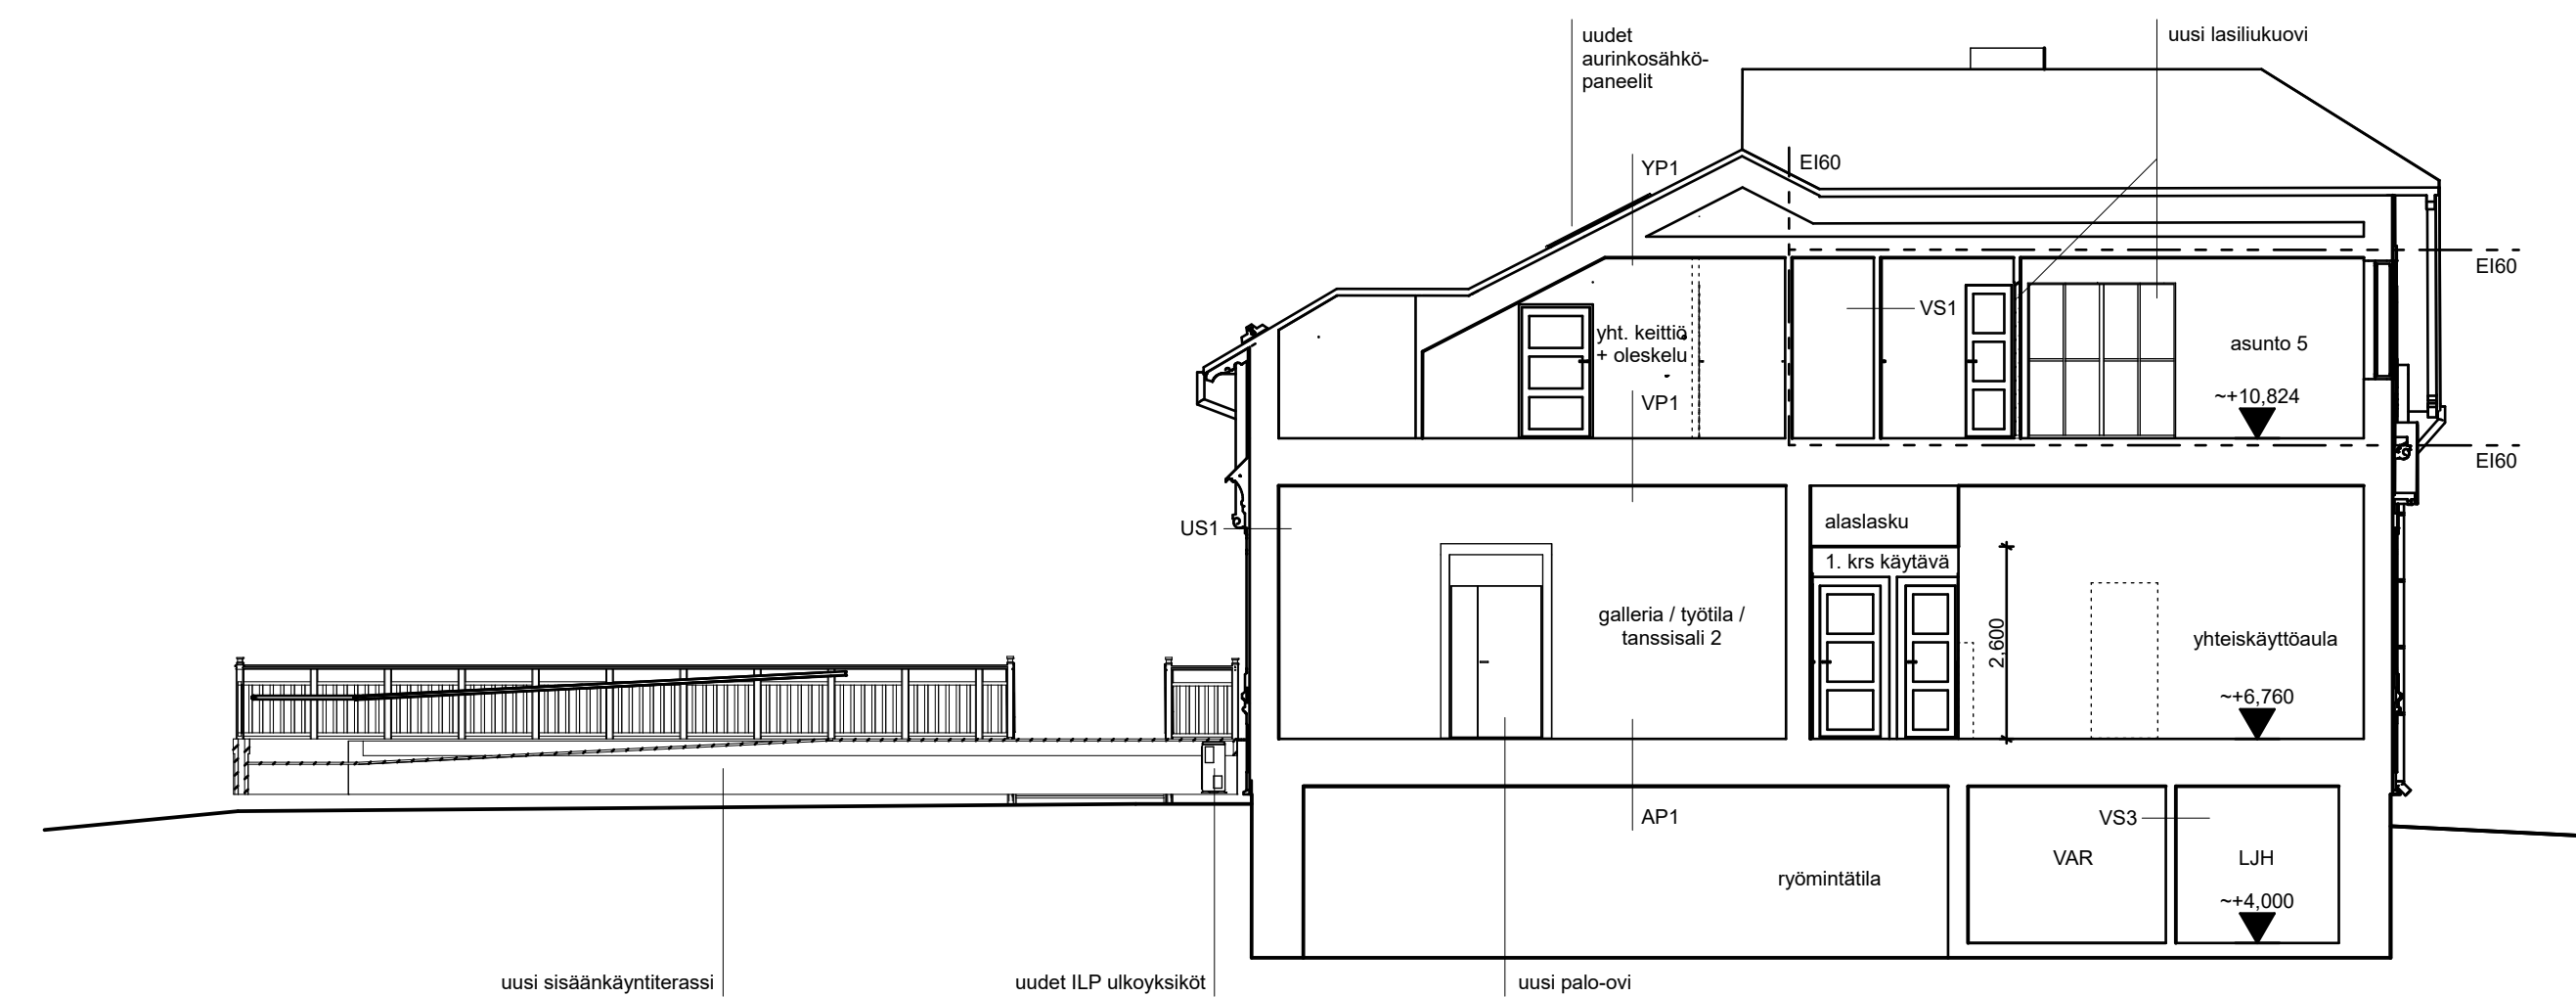 uudet
aurinkosähkö-
paneelit
uusi lasiliukuovi
YP1
EI60
EI60
VS1
yht. keittiö
+ oleskelu
asunto 5
~+10,824
VP1
EI60
US1
alaslasku
1. krs käytävä
galleria / työtila /
tanssisali 2
2,600
yhteiskäyttöaula
~+6,760
AP1
VS3
VAR
LJH
ryömintätila
~+4,000
uusi sisäänkäyntiterassi
uudet ILP ulkoyksiköt
uusi palo-ovi